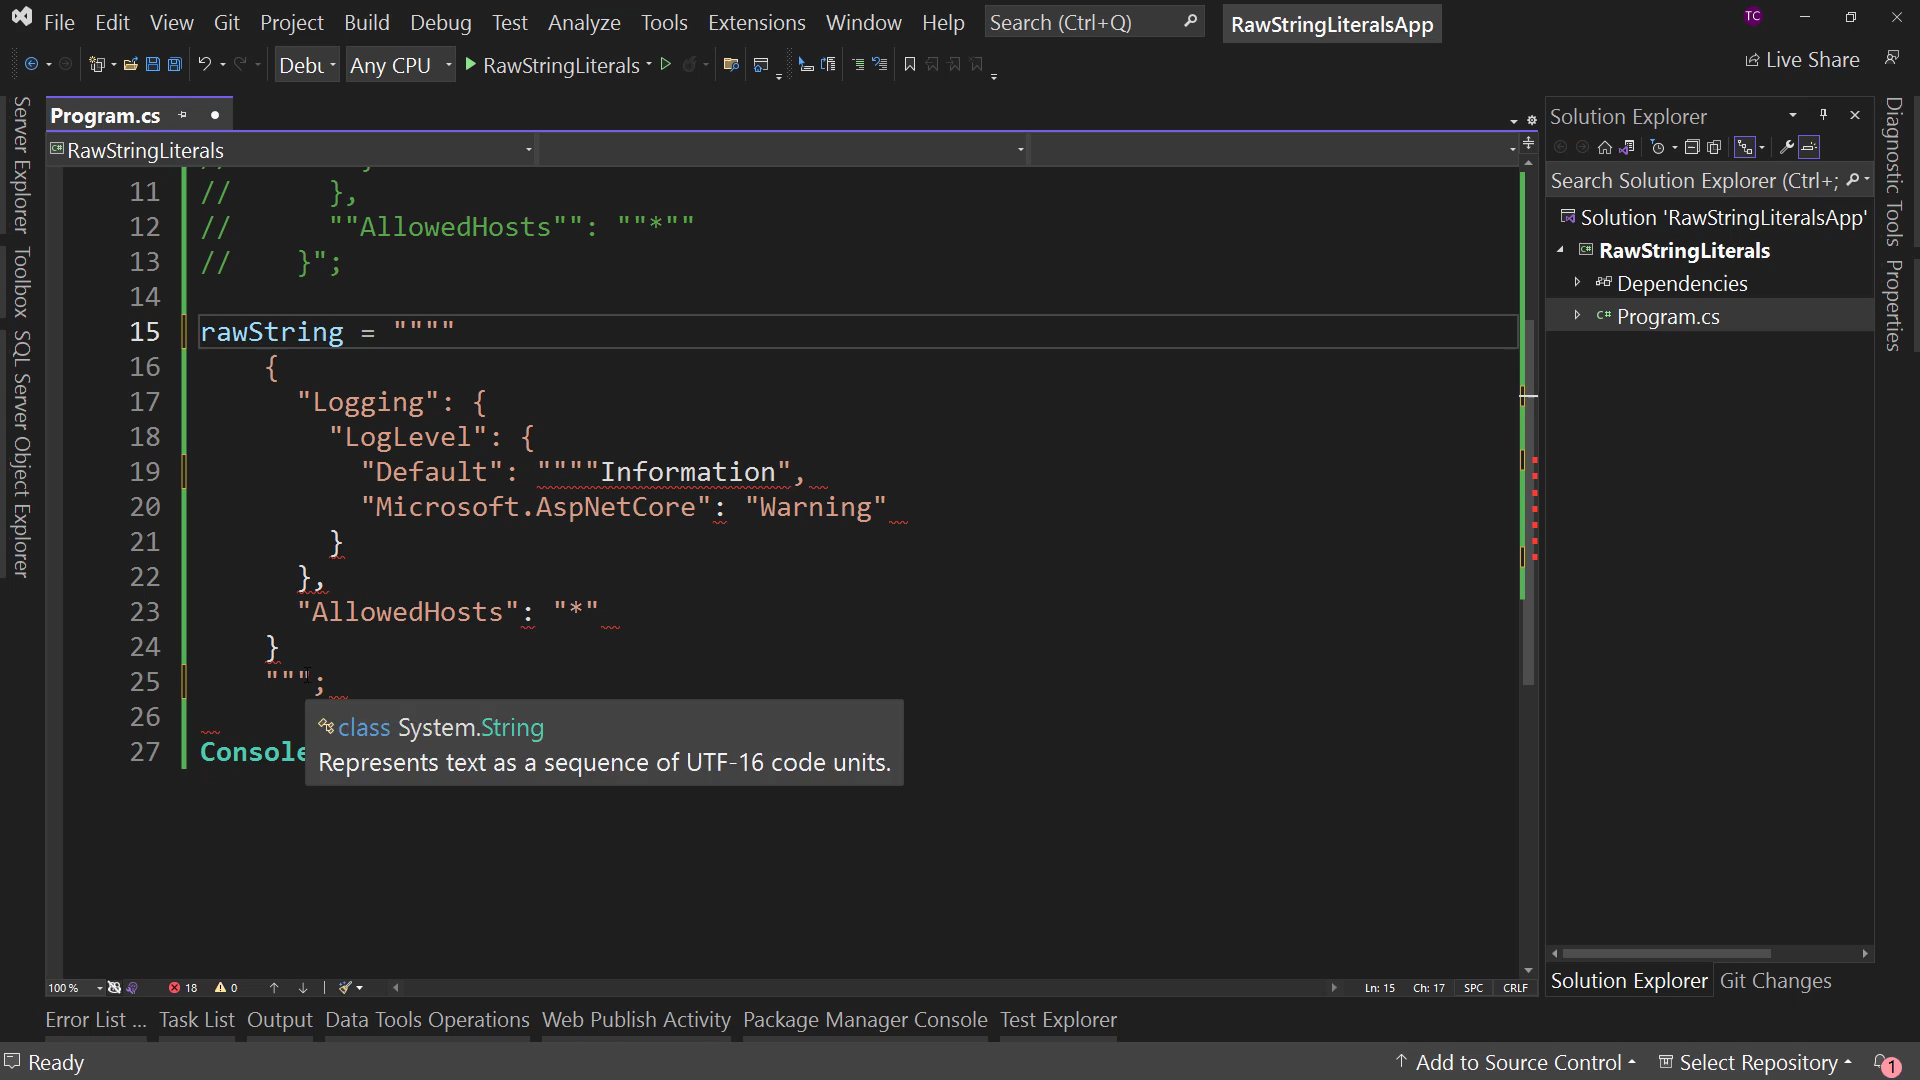 File Edit View Git Project Build Debug Test Analyze Tools Extensions Window Help Search (Ctrl+Q) RawStringLiteralsApp TC
Debu Any CPU RawStringLiterals Live Share
Server Explorer
Toolbox
SQL Server Object Explorer
Program.cs
RawStringLiterals
11 // },
12 // ""AllowedHosts"": ""*""
13 // }";
14
15 rawString = """"
16 {
17 "Logging": {
18 "LogLevel": {
19 "Default": """"Information",
20 "Microsoft.AspNetCore": "Warning"
21 }
22 },
23 "AllowedHosts": "*"
24 }
25 """;
26
27 Console
class System.String
Represents text as a sequence of UTF-16 code units.
100 % 18 0 Ln: 15 Ch: 17 SPC CRLF
Solution Explorer
Search Solution Explorer (Ctrl+;
Solution 'RawStringLiteralsApp'
RawStringLiterals
Dependencies
C# Program.cs
Solution Explorer Git Changes
Diagnostic Tools
Properties
Error List ... Task List Output Data Tools Operations Web Publish Activity Package Manager Console Test Explorer
Ready Add to Source Control Select Repository 1